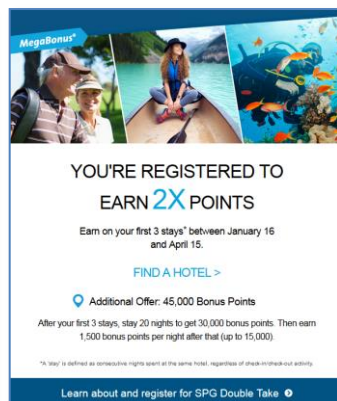 MegaBonus®
YOU'RE REGISTERED TO
EARN 2X POINTS
Earn on your first 3 stays* between January 16
and April 15.
FIND A HOTEL >
Additional Offer: 45,000 Bonus Points
After your first 3 stays, stay 20 nights to get 30,000 bonus points. Then earn
1,500 bonus points per night after that (up to 15,000).
*A 'stay' is defined as consecutive nights spent at the same hotel, regardless of check-in/check-out activity.
Learn about and register for SPG Double Take